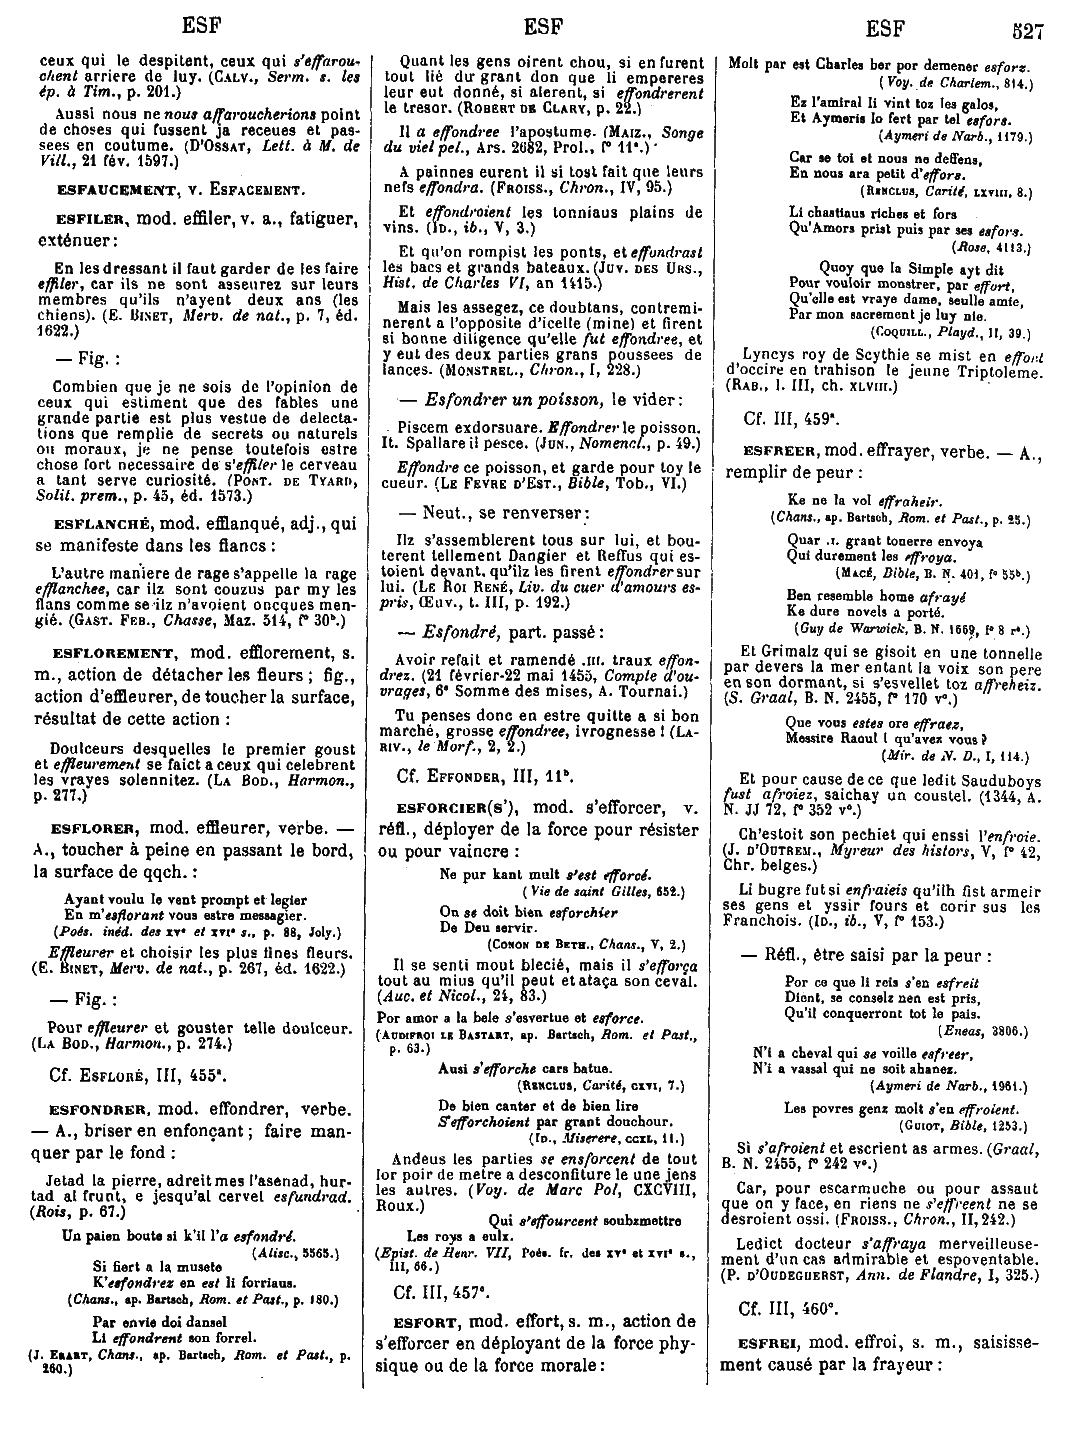 ESF
ESF
ESF
527
ceux qui le despitent, ceux qui s'effarou-
chent arriere de luy. (CALV., Serm. s. les
ép. à Tim., p. 201.)
Aussi nous ne nous affaroucherions point
de choses qui fussent ja receues et pas-
sees en coutume. (D'OSSAT, Lett. à M. de
Vill., 21 fév. 1597.)
ESFAUCEMENT, v. ESFACEMENT.
ESFILER, mod. effiler, v. a., fatiguer,
exténuer :
En les dressant il faut garder de les faire
effiler, car ils ne sont asseurez sur leurs
membres qu'ils n'ayent deux ans (les
chiens). (E. BINET, Merv. de nat., p. 7, éd.
1622.)
— Fig. :
Combien que je ne sois de l'opinion de
ceux qui estiment que des fables une
grande partie est plus vestue de delecta-
tions que remplie de secrets ou naturels
ou moraux, je ne pense toutefois estre
chose fort necessaire de s'effiler le cerveau
a tant serve curiosité. (PONT. DE TYARD,
Solit. prem., p. 45, éd. 1573.)
ESFLANCHÉ, mod. efflanqué, adj., qui
se manifeste dans les flancs :
L'autre maniere de rage s'appelle la rage
efflanchee, car ilz sont couzus par my les
flans comme se ilz n'avoient oncques men-
gié. (GAST. FEB., Chasse, Maz. 514, f° 30b.)
ESFLOREMENT, mod. efflorement, s.
m., action de détacher les fleurs ; fig.,
action d'effleurer, de toucher la surface,
résultat de cette action :
Doulceurs desquelles le premier goust
et effleurement se faict a ceux qui celebrent
les vrayes solennitez. (LA BOD., Harmon.,
p. 277.)
ESFLORER, mod. effleurer, verbe. —
A., toucher à peine en passant le bord,
la surface de qqch. :
Ayant voulu le vent prompt et legier
En m'esflorant vous estre messagier.
(Poés. inéd. des XVe et XVIe s., p. 88, Joly.)
Effleurer et choisir les plus fines fleurs.
(E. BINET, Merv. de nat., p. 267, éd. 1622.)
— Fig. :
Pour effleurer et gouster telle doulceur.
(LA BOD., Harmon., p. 274.)
Cf. ESFLORÉ, III, 455a.
ESFONDRER, mod. effondrer, verbe.
— A., briser en enfonçant ; faire man-
quer par le fond :
Jetad la pierre, adreit mes l'asenad, hur-
tad al frunt, e jesqu'al cervel esfundrad.
(Rois, p. 67.)
Un paien boute si k'il l'a esfondré.
(Alisc., 5565.)
Si fiert a la musete
K'esfondrez en est li forriaus.
(Chans., ap. Bartsch, Rom. et Past., p. 180.)
Par envie doi dansel
Li effondrent son forrel.
(J. ERART, Chans., ap. Bartsch, Rom. et Past., p.
260.)
Quant les gens oirent chou, si en furent
tout lié du grant don que li empereres
leur eut donné, si alerent, si effondrerent
le tresor. (ROBERT DE CLARY, p. 22.)
Il a effondree l'apostume. (MAIZ., Songe
du viel pel., Ars. 2682, Prol., f° 11a.)
A painnes eurent il si tost fait que leurs
nefs effondra. (FROISS., Chron., IV, 95.)
Et effondroient les tonniaus plains de
vins. (ID., ib., V, 3.)
Et qu'on rompist les ponts, et effundrast
les bacs et grands bateaux. (JUV. DES URS.,
Hist. de Charles VI, an 1415.)
Mais les assegez, ce doubtans, contremi-
nerent a l'opposite d'icelle (mine) et firent
si bonne diligence qu'elle fut effondree, et
y eut des deux parties grans poussees de
lances. (MONSTREL., Chron., I, 228.)
— Esfondrer un poisson, le vider :
Piscem exdorsuare. Effondrer le poisson.
It. Spallare il pesce. (JUN., Nomencl., p. 49.)
Effondre ce poisson, et garde pour toy le
cueur. (LE FEVRE D'EST., Bible, Tob., VI.)
— Neut., se renverser :
Ilz s'assemblerent tous sur lui, et bou-
terent tellement Dangier et Reffus qui es-
toient devant, qu'ilz les firent effondrer sur
lui. (LE ROI RENÉ, Liv. du cuer d'amours es-
pris, Œuv., t. III, p. 192.)
— Esfondré, part. passé :
Avoir refait et ramendé .III. traux effon-
drez. (21 février-22 mai 1455, Compte d'ou-
vrages, 6e Somme des mises, A. Tournai.)
Tu penses donc en estre quitte a si bon
marché, grosse effondree, ivrognesse ! (LA-
RIV., le Morf., 2, 2.)
Cf. EFFONDER, III, 11b.
ESFORCIER(S'), mod. s'efforcer, v.
réfl., déployer de la force pour résister
ou pour vaincre :
Ne pur kant mult s'est efforcé.
(Vie de saint Gilles, 652.)
On se doit bien esforchier
De Deu servir.
(CONON DE BETH., Chans., V, 2.)
Il se senti mout blecié, mais il s'efforça
tout au mius qu'il peut et ataça son ceval.
(Auc. et Nicol., 24, 83.)
Por amor a la bele s'esvertue et esforce.
(AUDIFROI LE BASTART, ap. Bartsch, Rom. et Past.,
p. 63.)
Ausi s'efforche cars batue.
(RENCLUS, Carité, CXVI, 7.)
De bien canter et de bien lire
S'efforchoient par grant douchour.
(ID., Miserere, CCXL, 11.)
Andeus les parties se ensforcent de tout
lor poir de metre a desconfiture le une jens
les autres. (Voy. de Marc Pol, CXCVIII,
Roux.)
Qui s'effourcent soubzmettre
Les roys a eulx.
(Epist. de Henr. VII, Poés. fr. des XVe et XVIe s.,
III, 66.)
Cf. III, 457c.
ESFORT, mod. effort, s. m., action de
s'efforcer en déployant de la force phy-
sique ou de la force morale :
Molt par est Charles ber por demener esforz.
(Voy. de Charlem., 814.)
Ez l'amiral li vint toz les galos,
Et Aymeris lo fert par tel esfors.
(Aymeri de Narb., 1179.)
Car se toi et nous ne deffens,
En nous ara petit d'effors.
(RENCLUS, Carité, LXVIII, 8.)
Li chastiaus riches et fors
Qu'Amors prist puis par ses esfors.
(Rose, 4113.)
Quoy que la Simple ayt dit
Pour vouloir monstrer, par effort,
Qu'elle est vraye dame, seulle amie,
Par mon sacrement je luy nie.
(COQUILL., Playd., II, 39.)
Lyncys roy de Scythie se mist en effort
d'occire en trahison le jeune Triptoleme.
(RAB., l. III, ch. XLVIII.)
Cf. III, 459a.
ESFREER, mod. effrayer, verbe. — A.,
remplir de peur :
Ke ne la vol effraheir.
(Chans., ap. Bartsch, Rom. et Past., p. 25.)
Quar .I. grant tonerre envoya
Qui durement les effroya.
(MACÉ, Bible, B. N. 401, f° 55b.)
Ben resemble home afrayé
Ke dure novels a porté.
(Guy de Warwick, B. N. 1669, f° 8 r°.)
Et Grimalz qui se gisoit en une tonnelle
par devers la mer entant la voix son pere
en son dormant, si s'esvellet toz affreheiz.
(S. Graal, B. N. 2455, f° 170 v°.)
Que vous estes ore effraez,
Messire Raoul ! qu'avez vous ?
(Mir. de N. D., I, 114.)
Et pour cause de ce que ledit Sauduboys
fust afroiez, saichay un coustel. (1344, A.
N. JJ 72, f° 352 v°.)
Ch'estoit son pechiet qui enssi l'enfroie.
(J. D'OUTREM., Myreur des histors, V, f° 42,
Chr. belges.)
Li bugre fut si enfraieis qu'ilh fist armeir
ses gens et yssir fours et corir sus les
Franchois. (ID., ib., V, f° 153.)
— Réfl., être saisi par la peur :
Por ce que li rois s'en esfreit
Dient, se conselz nen est pris,
Qu'il conquerront tot le païs.
(Eneas, 3806.)
N'i a cheval qui se voille esfreer,
N'i a vassal qui ne soit abanez.
(Aymeri de Narb., 1961.)
Les povres genz molt s'en effroient.
(GUIOT, Bible, 1253.)
Si s'afroient et escrient as armes. (Graal,
B. N. 2455, f° 242 v°.)
Car, pour escarmuche ou pour assaut
que on y face, en riens ne s'effreent ne se
desroient ossi. (FROISS., Chron., II, 242.)
Ledict docteur s'affraya merveilleuse-
ment d'un cas admirable et espoventable.
(P. D'OUDEGUERST, Ann. de Flandre, I, 325.)
Cf. III, 460c.
ESFREI, mod. effroi, s. m., saisisse-
ment causé par la frayeur :